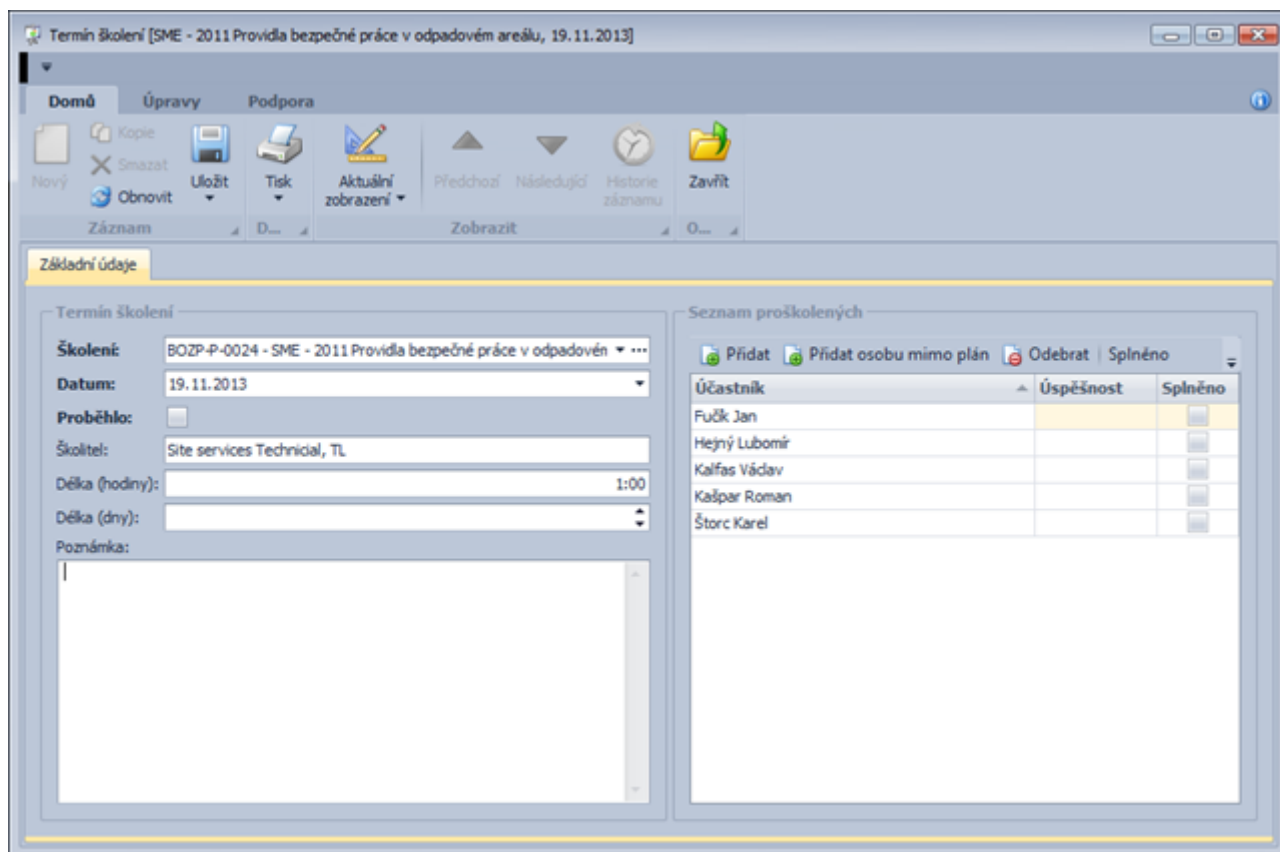 Termín školení [SME - 2011 Providla bezpečné práce v odpadovém areálu, 19.11.2013]
Domů Úpravy Podpora
Nový
Kopie
Smazat
Obnovit
Uložit
Tisk
Aktuální zobrazení
Předchozí
Následující
Historie záznamu
Zavřít
Záznam D... Zobrazit O...
Základní údaje
Termín školení
Školení: BOZP-P-0024 - SME - 2011 Providla bezpečné práce v odpadovén
Datum: 19.11.2013
Proběhlo:
Školitel: Site services Technicial, TL
Délka (hodiny): 1:00
Délka (dny):
Poznámka:
Seznam proškolených
Přidat Přidat osobu mimo plán Odebrat Splněno
Účastník Úspěšnost Splněno
Fučík Jan
Hejný Lubomír
Kalfas Václav
Kašpar Roman
Štorc Karel